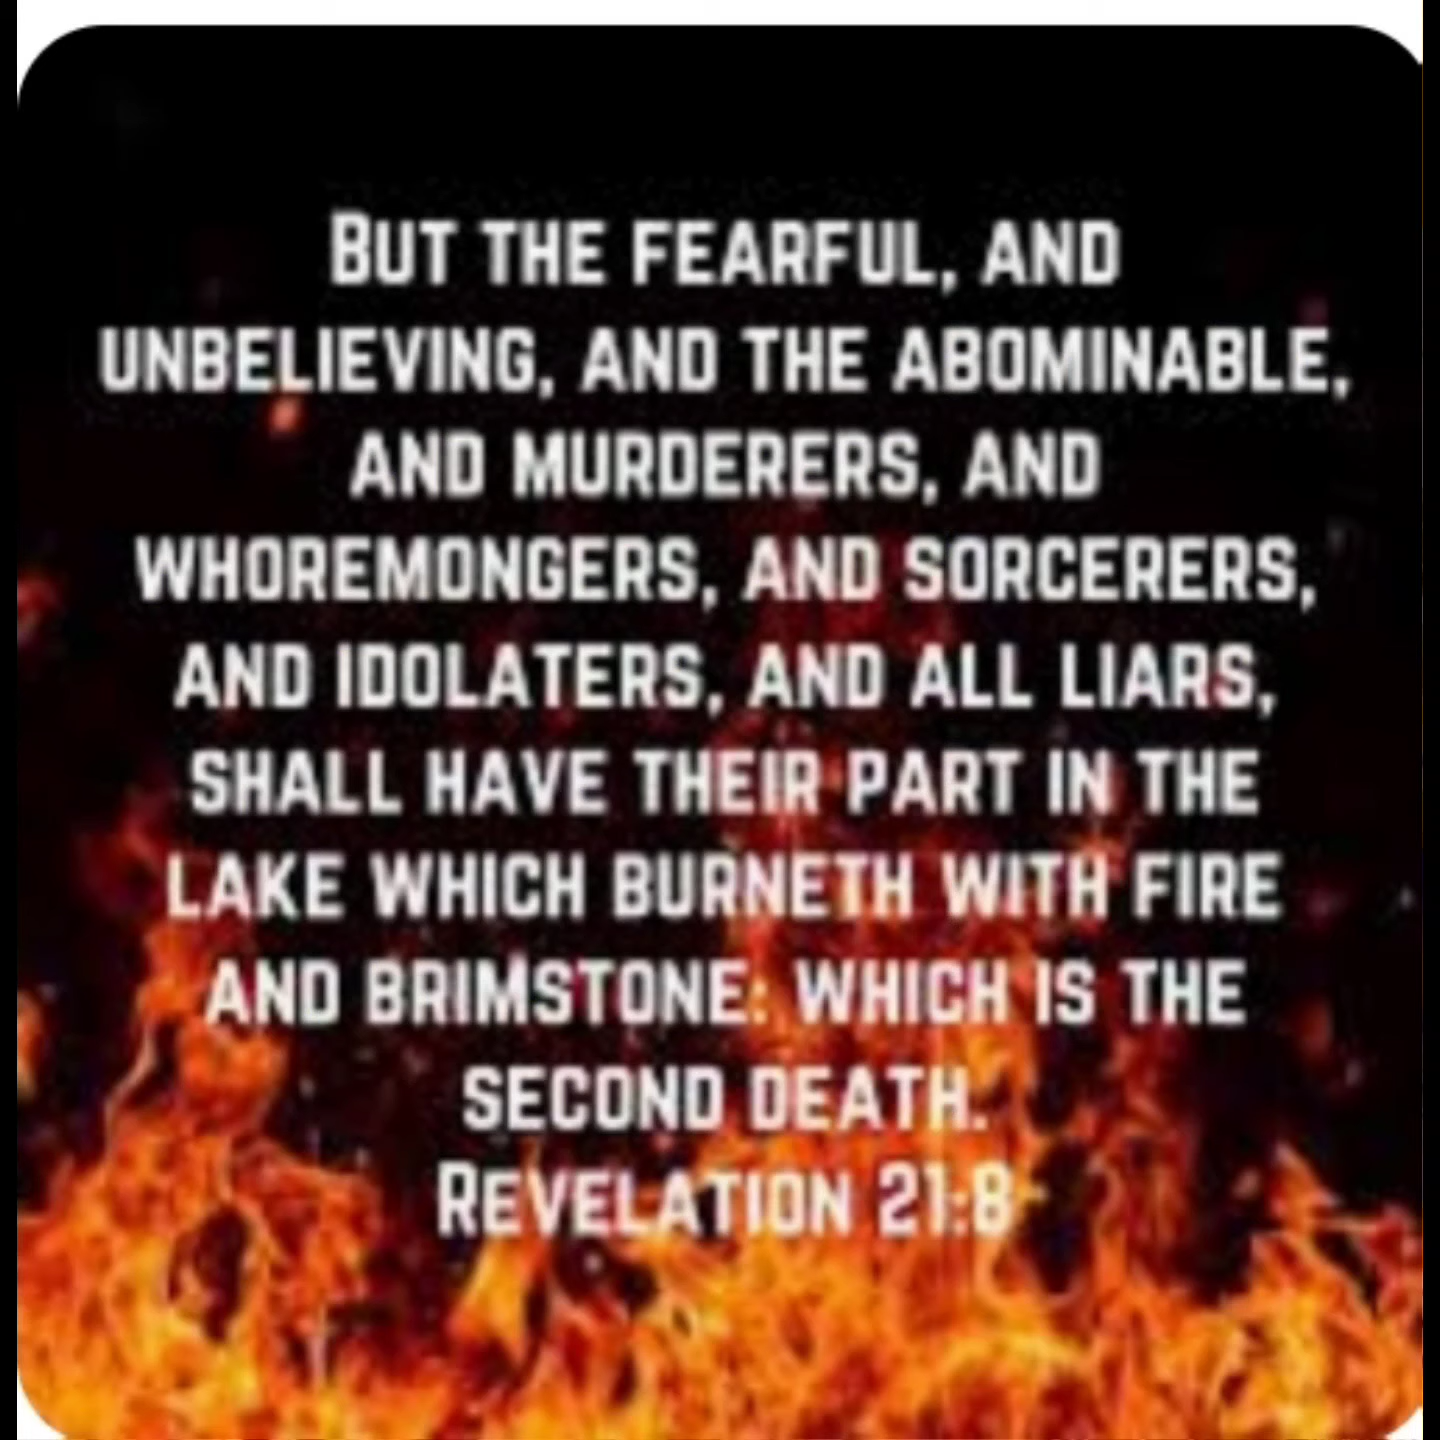 But the fearful, and
unbelieving, and the abominable,
and murderers, and
whoremongers, and sorcerers,
and idolaters, and all liars,
shall have their part in the
lake which burneth with fire
and brimstone: which is the
second death.
Revelation 21:8